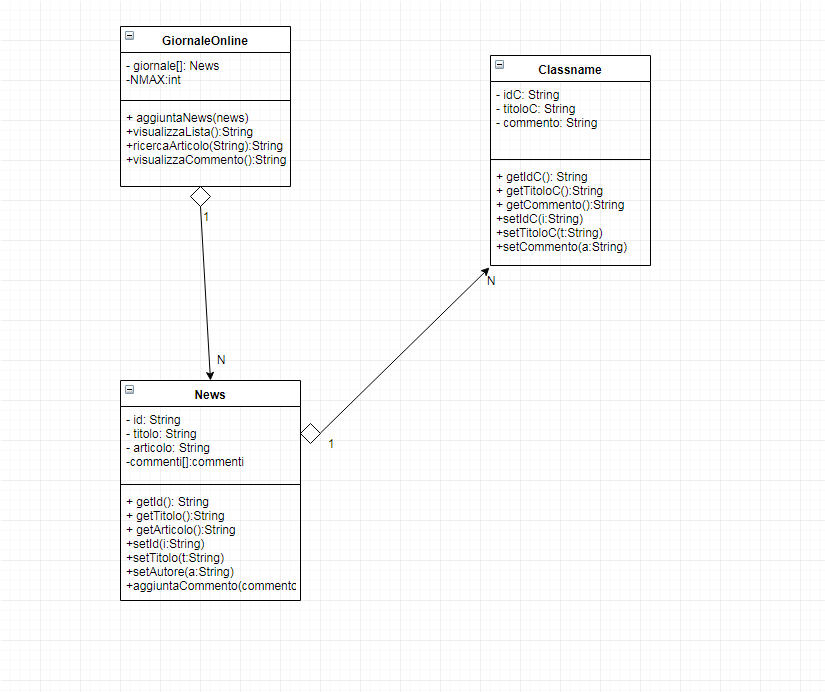 GiornaleOnline
- giornale[]: News
-NMAX:int
+ aggiuntaNews(news)
+visualizzaLista():String
+ricercaArticolo(String):String
+visualizzaCommento():String
1
N
Classname
- idC: String
- titoloC: String
- commento: String
+ getIdC(): String
+ getTitoloC():String
+ getCommento():String
+setIdC(i:String)
+setTitoloC(t:String)
+setCommento(a:String)
N
1
News
- id: String
- titolo: String
- articolo: String
-commenti[]:commenti
+ getId(): String
+ getTitolo():String
+ getArticolo():String
+setId(i:String)
+setTitolo(t:String)
+setAutore(a:String)
+aggiuntaCommento(commento